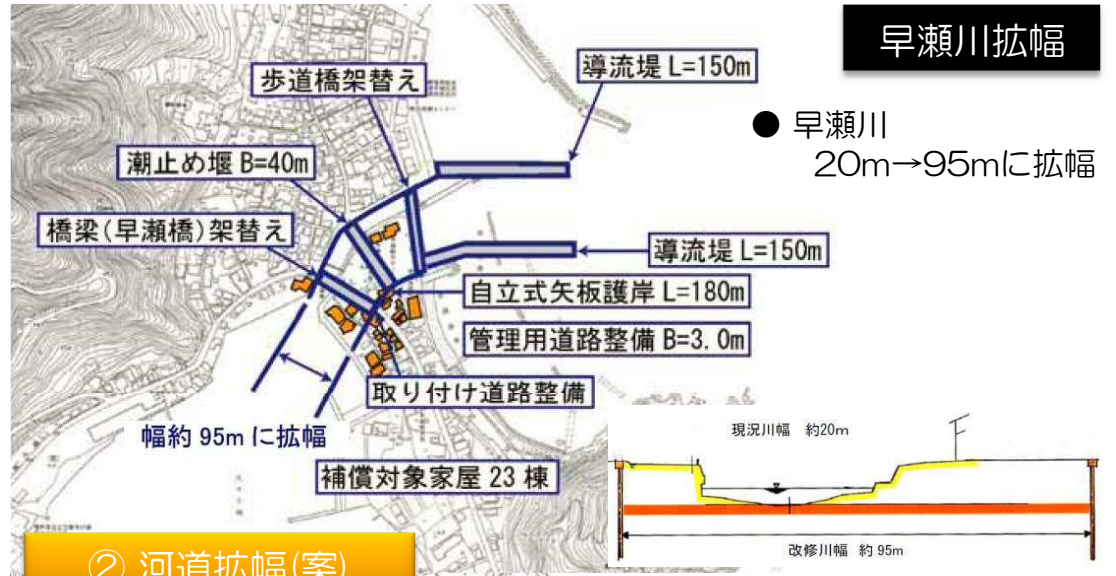 早瀬川拡幅
● 早瀬川
20m→95mに拡幅
導流堤 L=150m
歩道橋架替え
潮止め堰 B=40m
橋梁(早瀬橋)架替え
導流堤 L=150m
自立式矢板護岸 L=180m
管理用道路整備 B=3.0m
取り付け道路整備
幅約 95m に拡幅
補償対象家屋 23 棟
現況川幅 約20m
改修川幅 約 95m
② 河道拡幅(案)